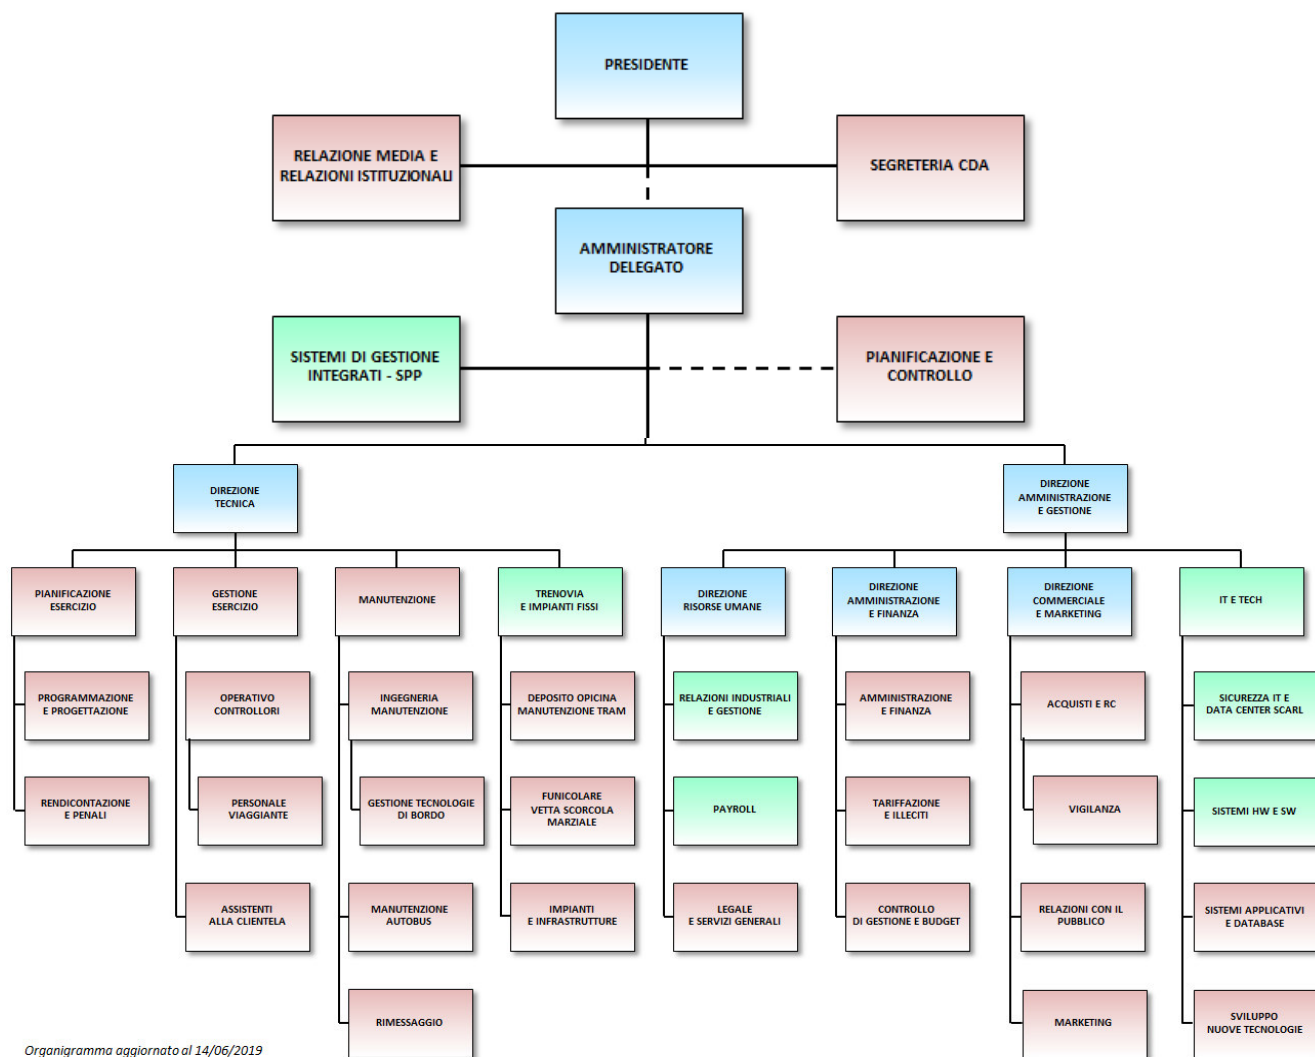 PRESIDENTE
RELAZIONE MEDIA E
RELAZIONI ISTITUZIONALI
SEGRETERIA CDA
AMMINISTRATORE
DELEGATO
SISTEMI DI GESTIONE
INTEGRATI - SPP
PIANIFICAZIONE E
CONTROLLO
DIREZIONE
TECNICA
DIREZIONE
AMMINISTRAZIONE
E GESTIONE
PIANIFICAZIONE
ESERCIZIO
GESTIONE
ESERCIZIO
MANUTENZIONE
TRENOVIA
E IMPIANTI FISSI
DIREZIONE
RISORSE UMANE
DIREZIONE
AMMINISTRAZIONE
E FINANZA
DIREZIONE
COMMERCIALE
E MARKETING
IT E TECH
PROGRAMMAZIONE
E PROGETTAZIONE
OPERATIVO
CONTROLLORI
INGEGNERIA
MANUTENZIONE
DEPOSITO OPICINA
MANUTENZIONE TRAM
RELAZIONI INDUSTRIALI
E GESTIONE
AMMINISTRAZIONE
E FINANZA
ACQUISTI E RC
SICUREZZA IT E
DATA CENTER SCARL
RENDICONTAZIONE
E PENALI
PERSONALE
VIAGGIANTE
GESTIONE TECNOLOGIE
DI BORDO
FUNICOLARE
VETTA SCORCOLA
MARZIALE
PAYROLL
TARIFFAZIONE
E ILLECITI
VIGILANZA
SISTEMI HW E SW
ASSISTENTI
ALLA CLIENTELA
MANUTENZIONE
AUTOBUS
IMPIANTI
E INFRASTRUTTURE
LEGALE
E SERVIZI GENERALI
CONTROLLO
DI GESTIONE E BUDGET
RELAZIONI CON IL
PUBBLICO
SISTEMI APPLICATIVI
E DATABASE
RIMESSAGGIO
MARKETING
SVILUPPO
NUOVE TECNOLOGIE
Organigramma aggiornato al 14/06/2019